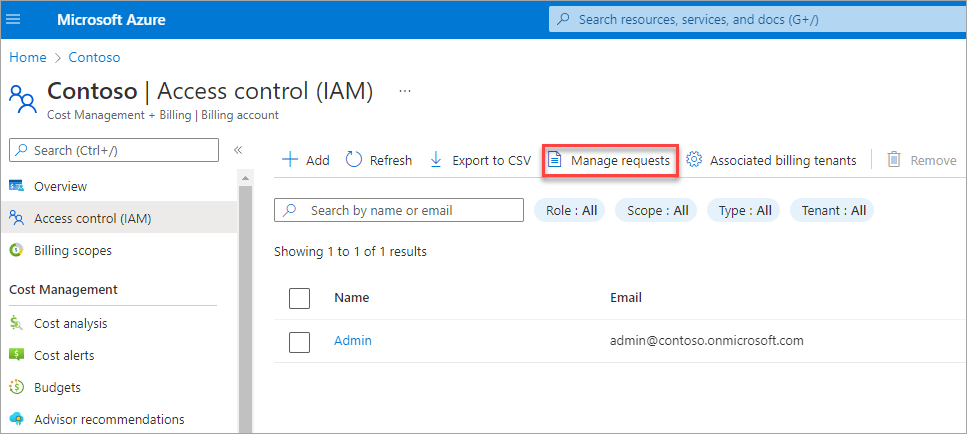 Microsoft Azure
Search resources, services, and docs (G+/)
Home > Contoso
Contoso | Access control (IAM) ...
Cost Management + Billing | Billing account
Search (Ctrl+/)
Overview
Access control (IAM)
Billing scopes
Cost Management
Cost analysis
Cost alerts
Budgets
Advisor recommendations
Add Refresh Export to CSV Manage requests Associated billing tenants Remove
Search by name or email Role : All Scope : All Type : All Tenant : All
Showing 1 to 1 of 1 results
Name Email
Admin admin@contoso.onmicrosoft.com